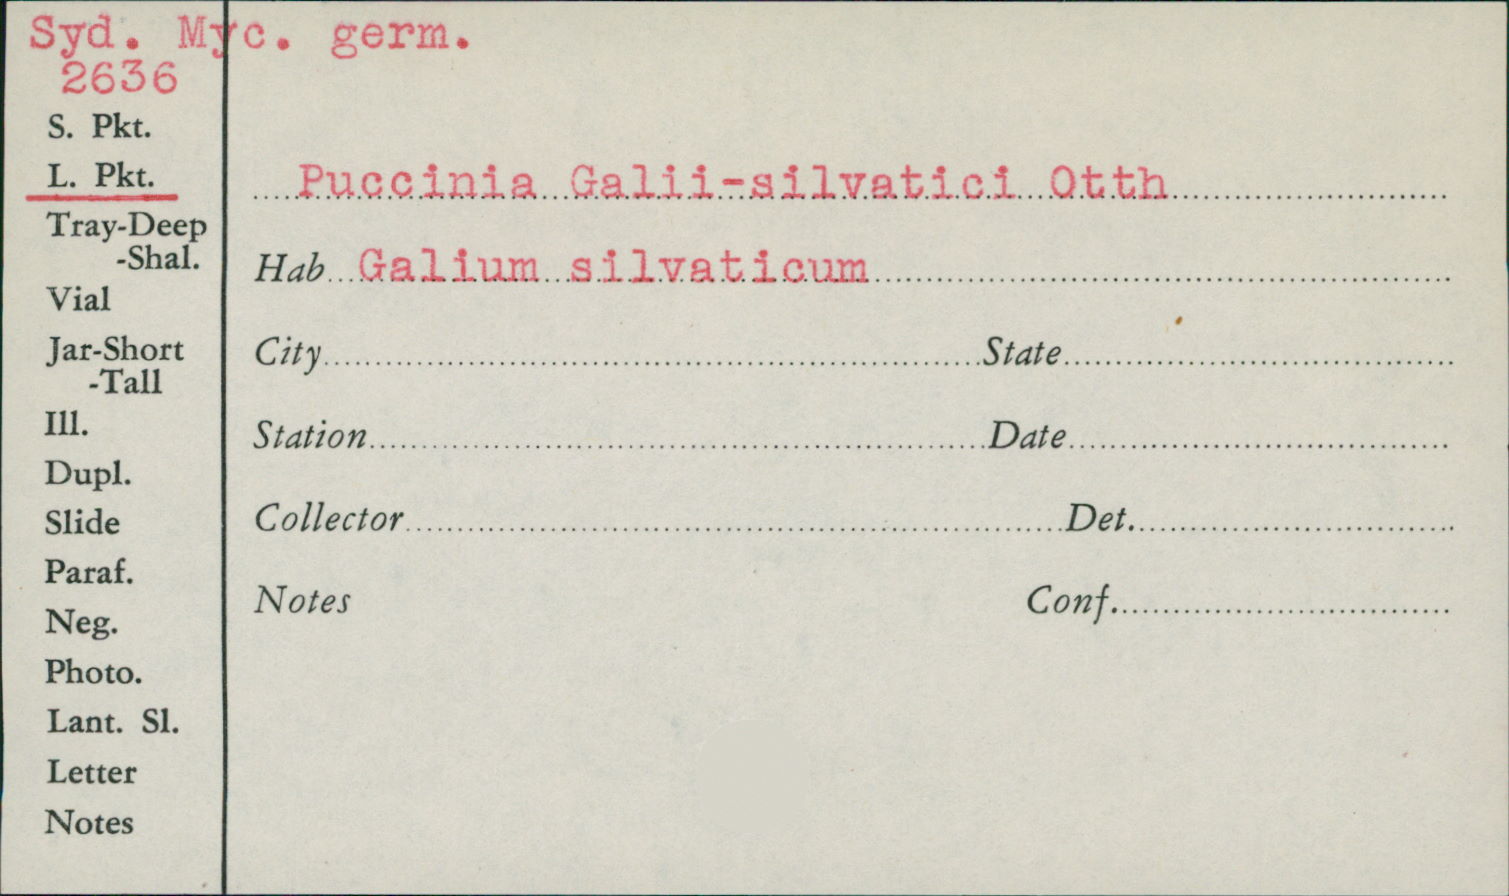 Syd. Myc. germ.
2636
S. Pkt.
L. Pkt.
Tray-Deep
-Shal.
Vial
Jar-Short
-Tall
Ill.
Dupl.
Slide
Paraf.
Neg.
Photo.
Lant. Sl.
Letter
Notes
Puccinia Galii-silvatici Otth
Hab Galium silvaticum
City State
Station Date
Collector Det.
Notes Conf.